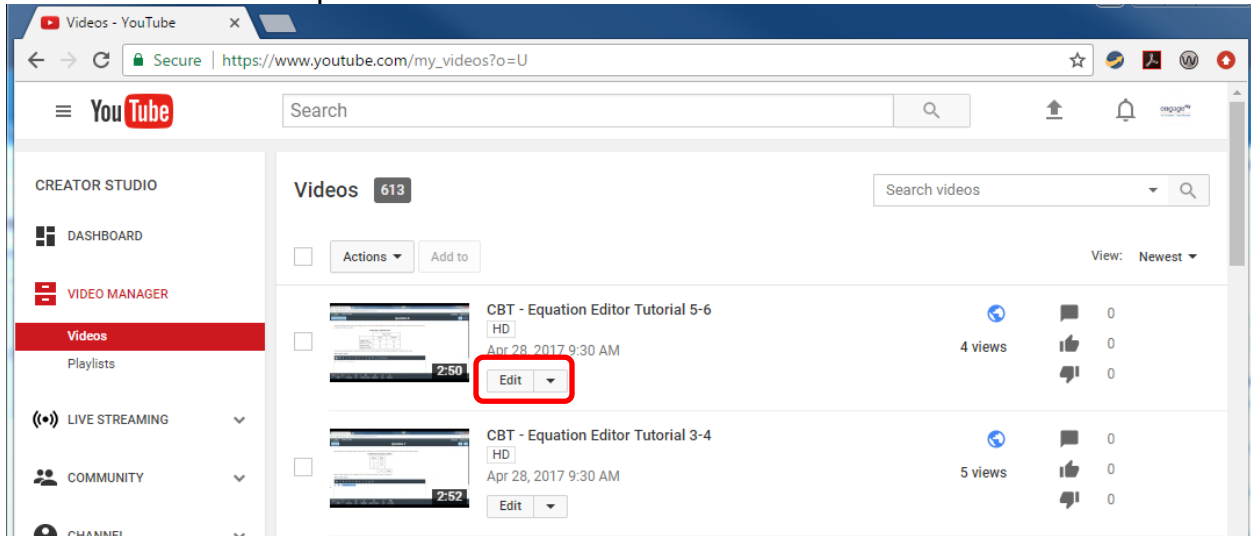 Videos - YouTube
Secure | https://www.youtube.com/my_videos?o=U
YouTube
Search
engage
CREATOR STUDIO
DASHBOARD
VIDEO MANAGER
Videos
Playlists
LIVE STREAMING
COMMUNITY
CHANNEL
Videos 613
Search videos
Actions Add to
View: Newest
CBT - Equation Editor Tutorial 5-6
HD
Apr 28, 2017 9:30 AM
4 views
2:50
Edit
0
0
0
CBT - Equation Editor Tutorial 3-4
HD
Apr 28, 2017 9:30 AM
5 views
2:52
Edit
0
0
0